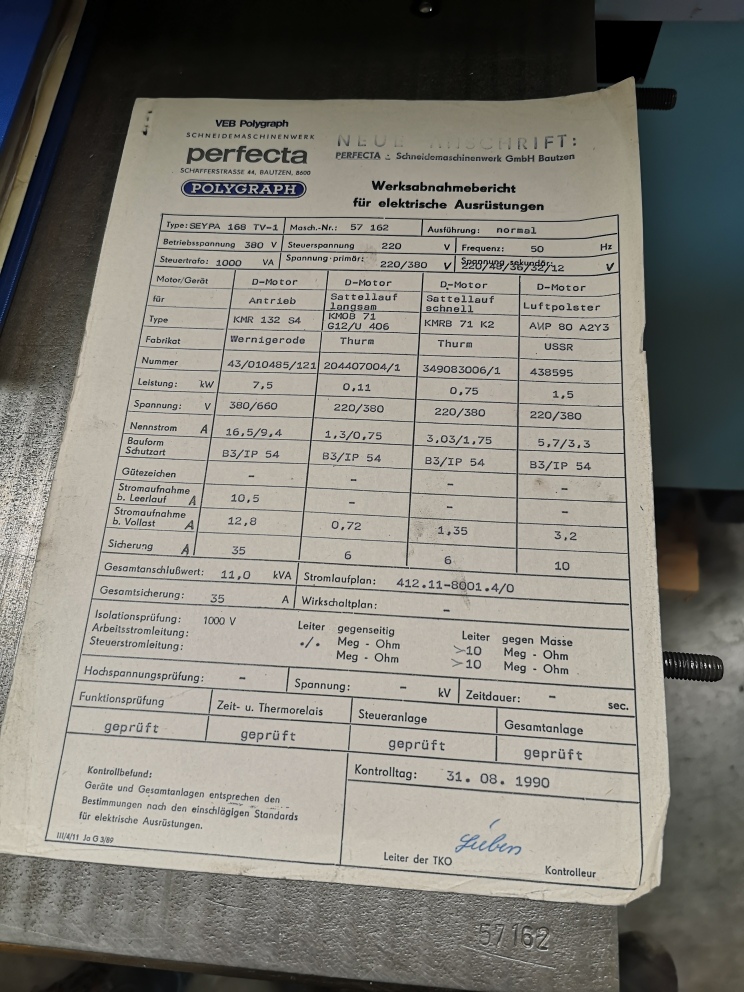 VEB Polygraph
SCHNEIDEMASCHINENWERK
perfecta
SCHÄFFERSTRASSE 44, BAUTZEN, 8600
POLYGRAPH
NEUE ANSCHRIFT:
PERFECTA - Schneidemaschinenwerk GmbH Bautzen
Werksabnahmebericht
für elektrische Ausrüstungen
Type: SEYPA 168 TV-1 Masch.-Nr.: 57 162 Ausführung: normal
Betriebsspannung 380 V Steuerspannung 220 V Frequenz: 50 Hz
Steuertrafo: 1000 VA Spannung-primär: 220/380 V Spannung sekundär: 220/48/36/32/12 V
Motor/Gerät D-Motor D-Motor D-Motor D-Motor
für Antrieb Sattellauf langsam Sattellauf schnell Luftpolster
Type KMR 132 S4 KMOB 71 G12/U 406 KMRB 71 K2 AMP 80 A2Y3
Fabrikat Wernigerode Thurm Thurm USSR
Nummer 43/010485/121 204407004/1 349083006/1 438595
Leistung: kW 7,5 0,11 0,75 1,5
Spannung: V 380/660 220/380 220/380 220/380
Nennstrom A 16,5/9,4 1,3/0,75 3,03/1,75 5,7/3,3
Bauform Schutzart B3/IP 54 B3/IP 54 B3/IP 54 B3/IP 54
Gütezeichen - - - -
Stromaufnahme b. Leerlauf A 10,5 - - -
Stromaufnahme b. Vollast A 12,8 0,72 1,35 3,2
Sicherung A 35 6 6 10
Gesamtanschlußwert: 11,0 kVA Stromlaufplan: 412.11-8001.4/0
Gesamtsicherung: 35 A Wirkschaltplan: -
Isolationsprüfung: 1000 V Leiter gegenseitig Leiter gegen Masse
Arbeitsstromleitung: ./. Meg - Ohm >10 Meg - Ohm
Steuerstromleitung: Meg - Ohm >10 Meg - Ohm
Hochspannungsprüfung: - Spannung: - kV Zeitdauer: - sec.
Funktionsprüfung Zeit- u. Thermorelais Steueranlage Gesamtanlage
geprüft geprüft geprüft geprüft
Kontrollbefund:
Geräte und Gesamtanlagen entsprechen den
Bestimmungen nach den einschlägigen Standards
für elektrische Ausrüstungen.
Kontrolltag: 31. 08. 1990
Leiter der TKO Kontrolleur
III/4/11 Ja G 3/89
57162